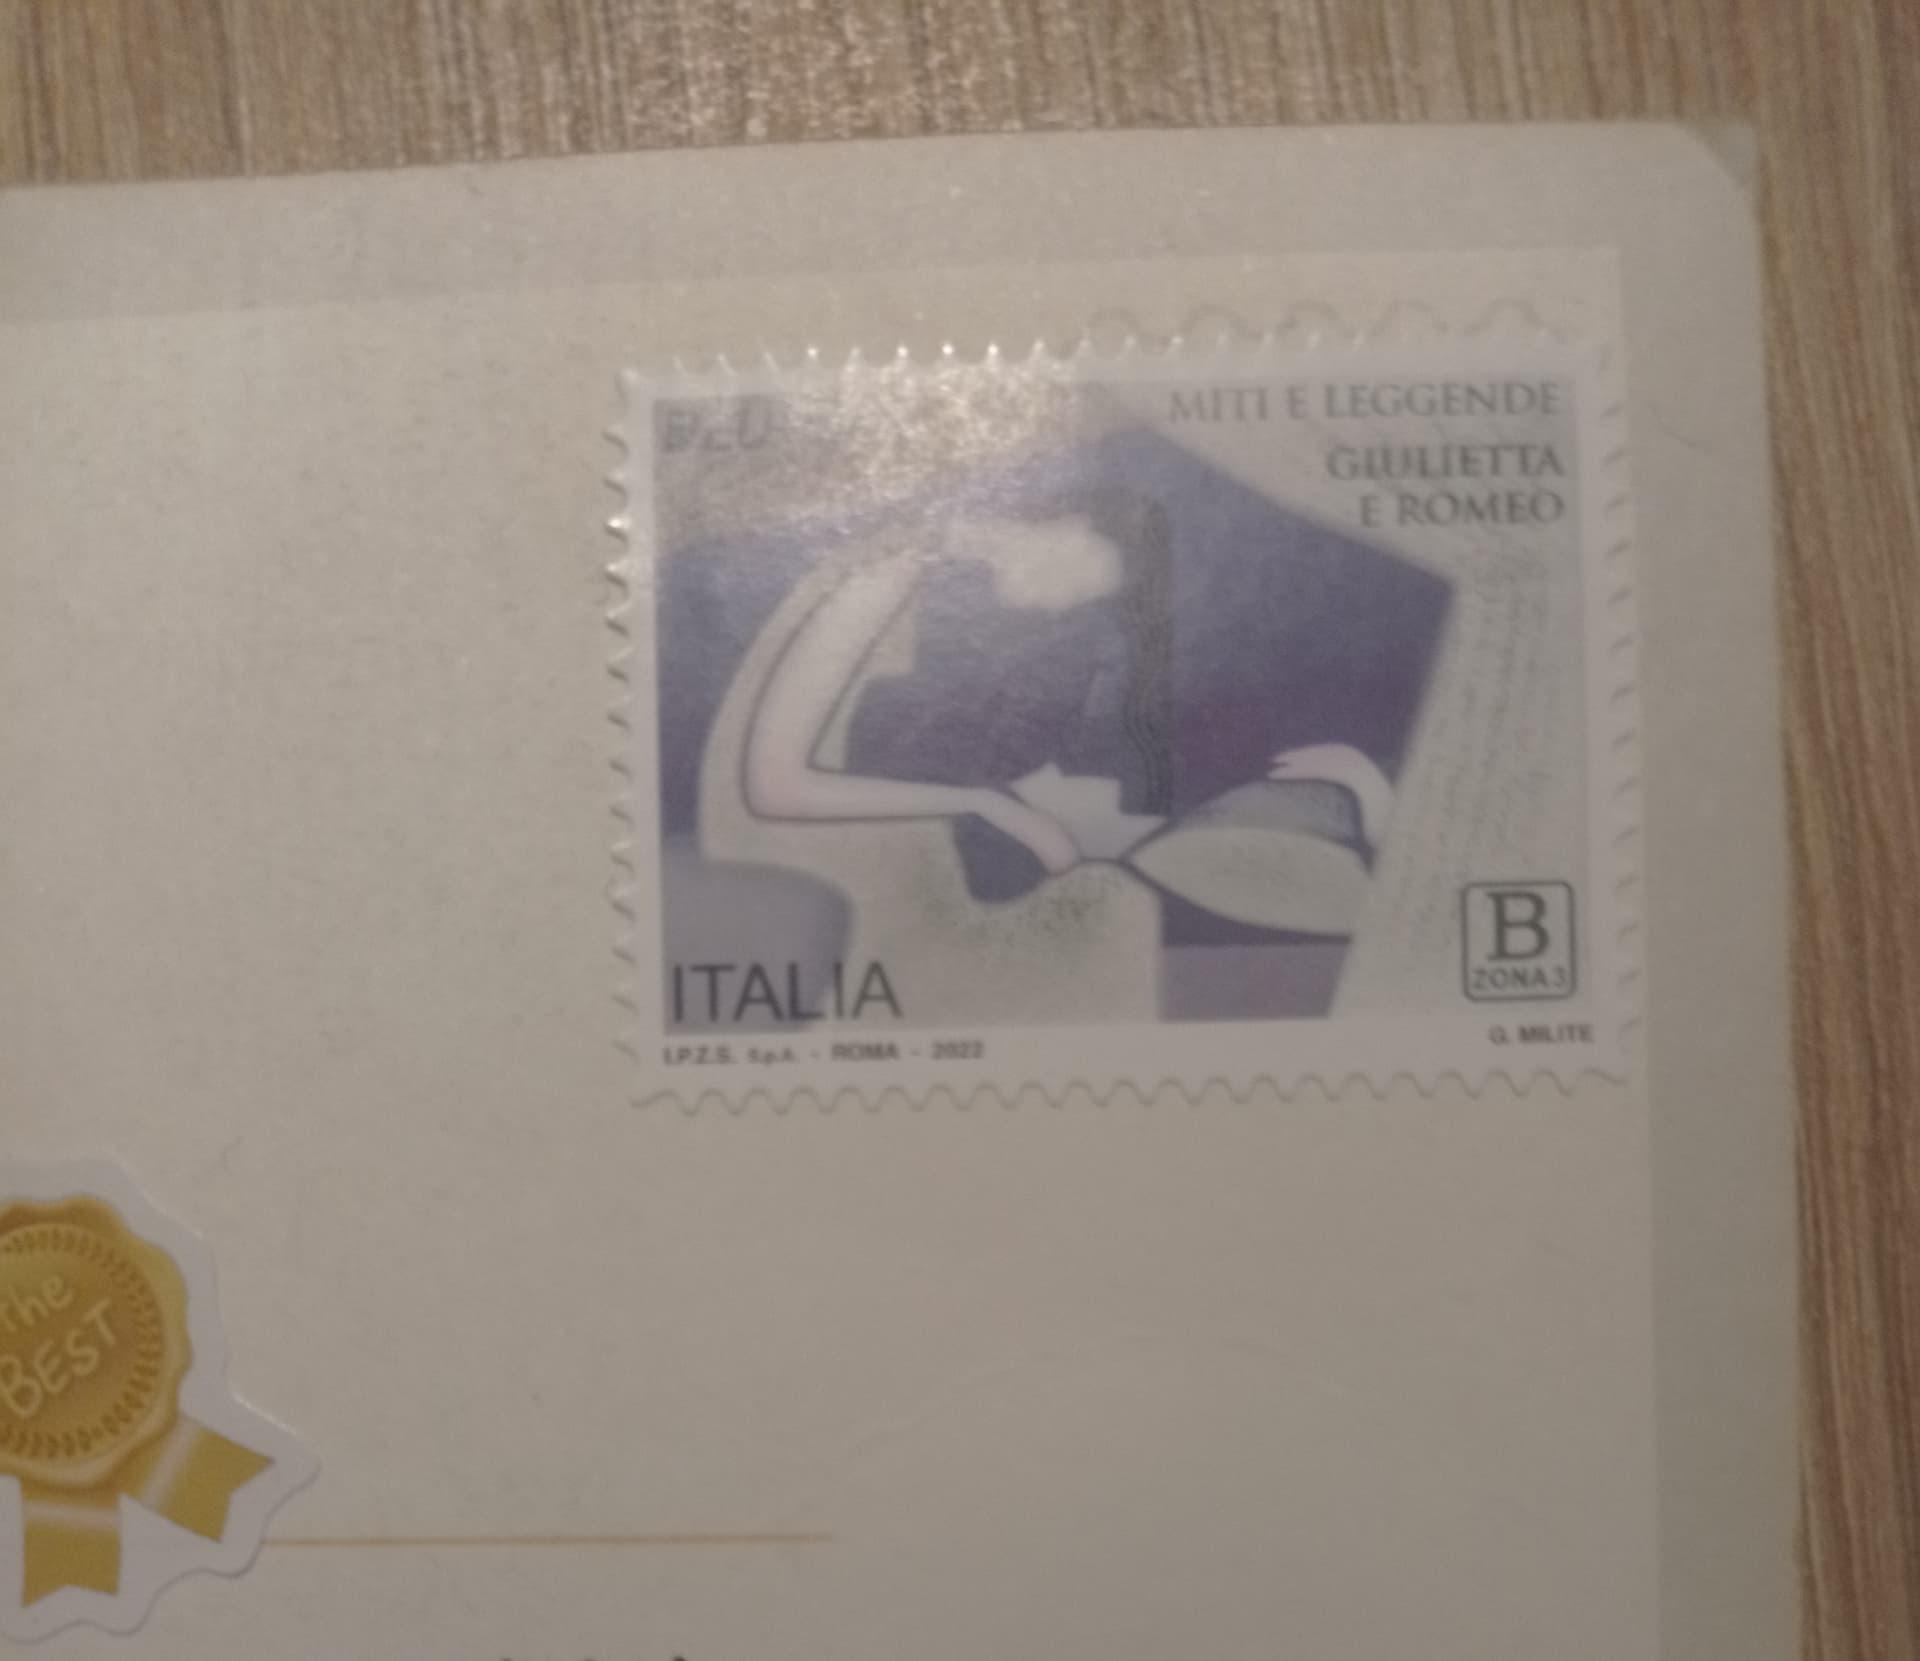 MITI E LEGGENDE
GIULIETTA
E ROMEO
B
ZONA 3
ITALIA
I.P.Z.S. S.p.A. - ROMA - 2022
G. MILITE
the
BEST